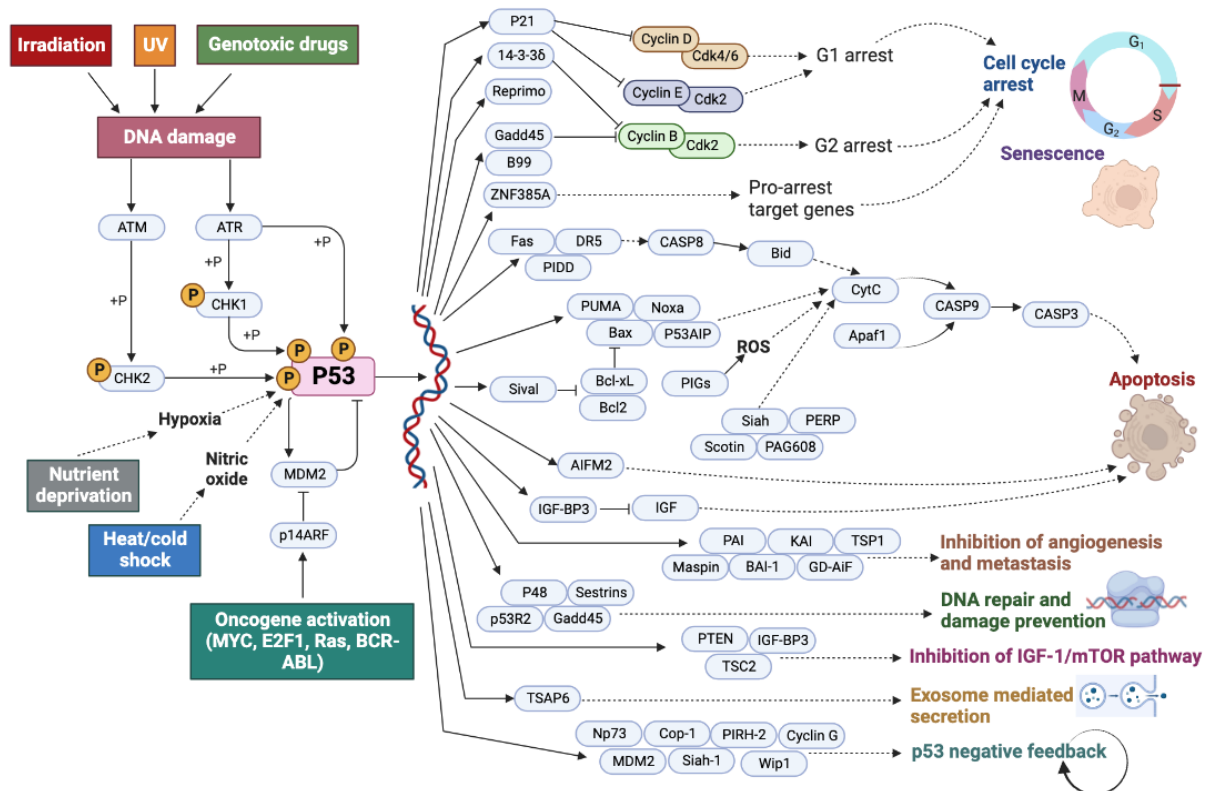 Irradiation
UV
Genotoxic drugs
DNA damage
ATM
ATR
+P
+P
+P
P
CHK1
+P
P
CHK2
+P
P
P
P
P53
Hypoxia
Nutrient
deprivation
Nitric
oxide
Heat/cold
shock
MDM2
p14ARF
Oncogene activation
(MYC, E2F1, Ras, BCR-
ABL)
P21
14-3-3δ
Reprimo
Gadd45
B99
ZNF385A
Cyclin D
Cdk4/6
Cyclin E
Cdk2
Cyclin B
Cdk2
G1 arrest
G2 arrest
Pro-arrest
target genes
Cell cycle
arrest
G1
M
S
G2
Senescence
Fas
DR5
PIDD
CASP8
Bid
CytC
PUMA
Noxa
Bax
P53AIP
CASP9
CASP3
Apaf1
ROS
PIGs
Sival
Bcl-xL
Bcl2
Siah
PERP
Scotin
PAG608
Apoptosis
AIFM2
IGF-BP3
IGF
PAI
KAI
TSP1
Maspin
BAI-1
GD-AiF
Inhibition of angiogenesis
and metastasis
P48
Sestrins
p53R2
Gadd45
DNA repair and
damage prevention
PTEN
IGF-BP3
TSC2
Inhibition of IGF-1/mTOR pathway
TSAP6
Exosome mediated
secretion
Np73
Cop-1
PIRH-2
Cyclin G
MDM2
Siah-1
Wip1
p53 negative feedback